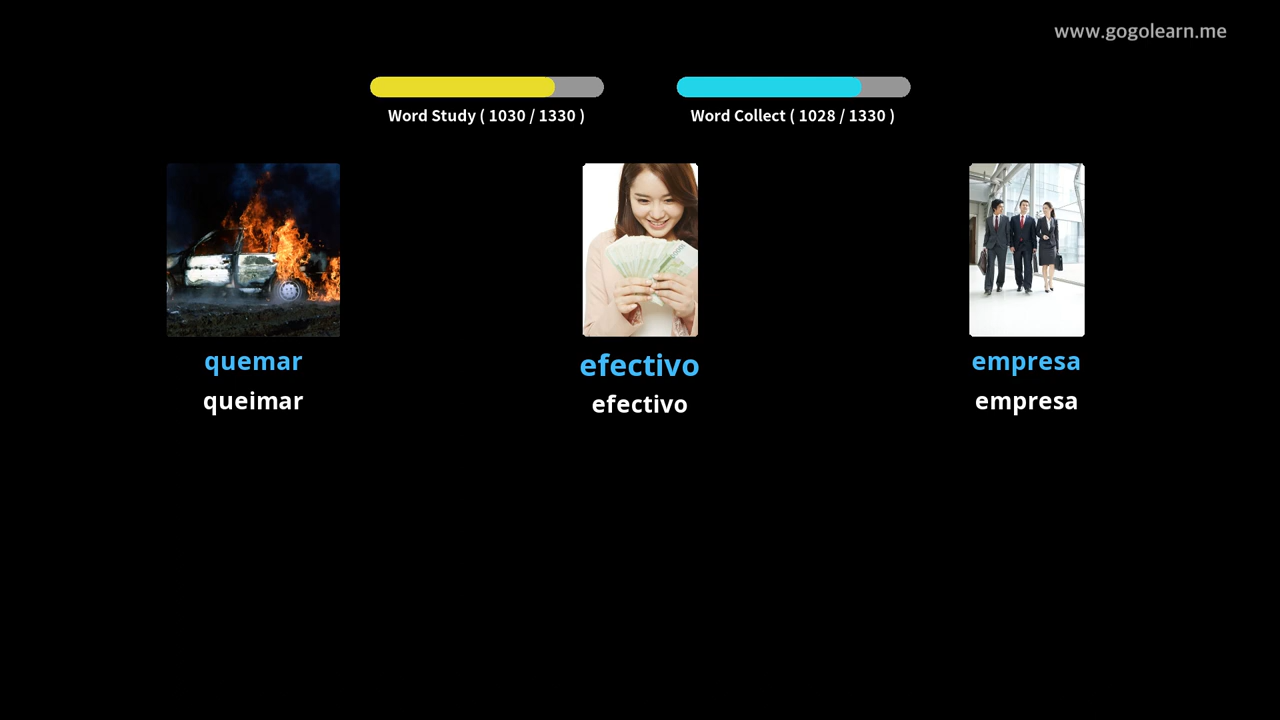 www.gogolearn.me
Word Study ( 1030 / 1330 )
Word Collect ( 1028 / 1330 )
quemar
queimar
efectivo
efectivo
empresa
empresa